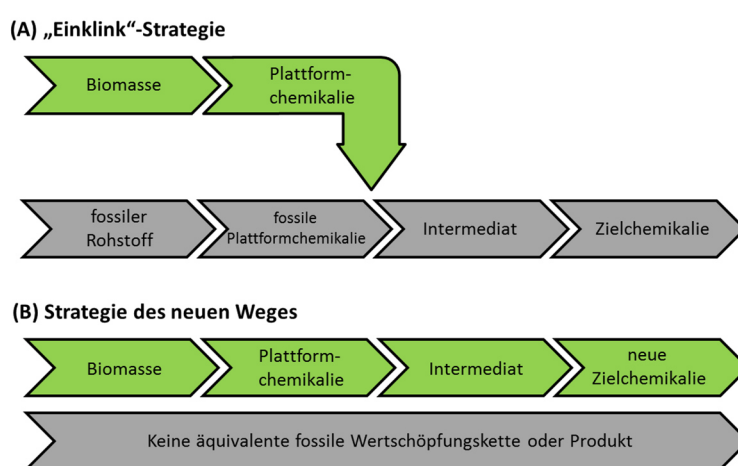 (A) „Einklink“-Strategie
Biomasse
Plattform-
chemikalie
fossiler
Rohstoff
fossile
Plattformchemikalie
Intermediat
Zielchemikalie
(B) Strategie des neuen Weges
Biomasse
Plattform-
chemikalie
Intermediat
neue
Zielchemikalie
Keine äquivalente fossile Wertschöpfungskette oder Produkt